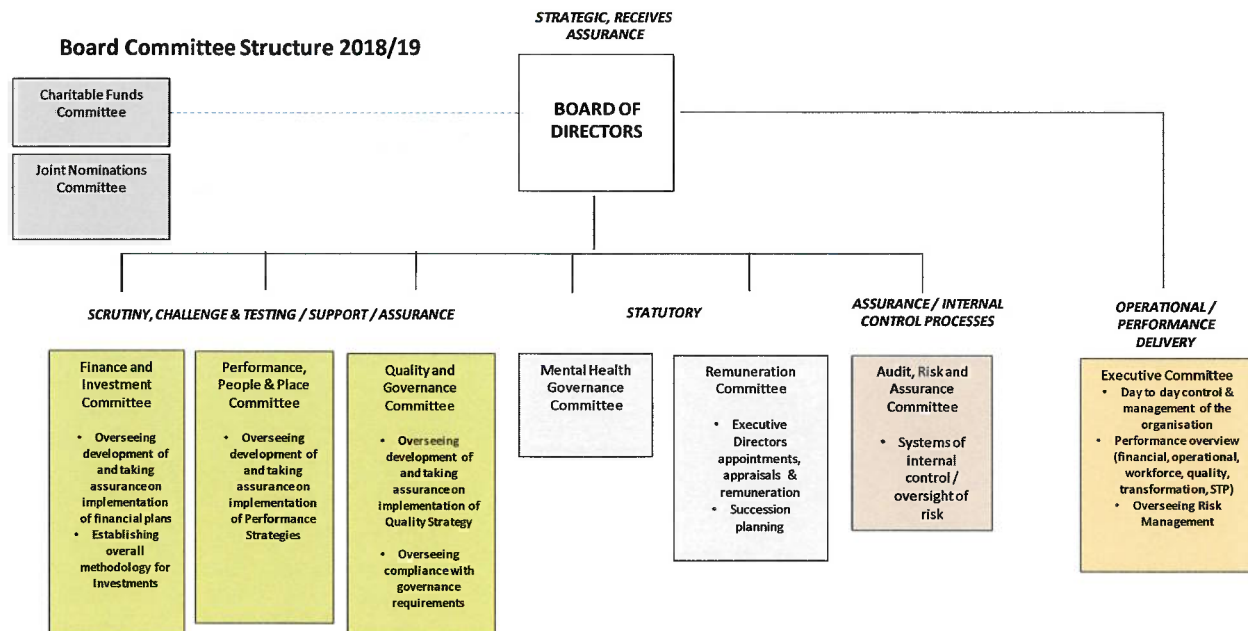 STRATEGIC, RECEIVES
ASSURANCE
Board Committee Structure 2018/19
Charitable Funds
Committee
BOARD OF
DIRECTORS
Joint Nominations
Committee
SCRUTINY, CHALLENGE & TESTING / SUPPORT / ASSURANCE
STATUTORY
ASSURANCE / INTERNAL
CONTROL PROCESSES
OPERATIONAL /
PERFORMANCE
DELIVERY
Finance and
Investment
Committee
• Overseeing
development of
and taking
assurance on
implementation
of financial plans
• Establishing
overall
methodology for
Investments
Performance,
People & Place
Committee
• Overseeing
development of
and taking
assurance on
implementation
of Performance
Strategies
Quality and
Governance
Committee
• Overseeing
development of
and taking
assurance on
implementation of
Quality Strategy
• Overseeing
compliance with
governance
requirements
Mental Health
Governance
Committee
Remuneration
Committee
• Executive
Directors
appointments,
appraisals &
remuneration
• Succession
planning
Audit, Risk and
Assurance
Committee
• Systems of
internal
control /
oversight of
risk
Executive Committee
• Day to day control &
management of the
organisation
• Performance overview
(financial, operational,
workforce, quality,
transformation, STP)
• Overseeing Risk
Management